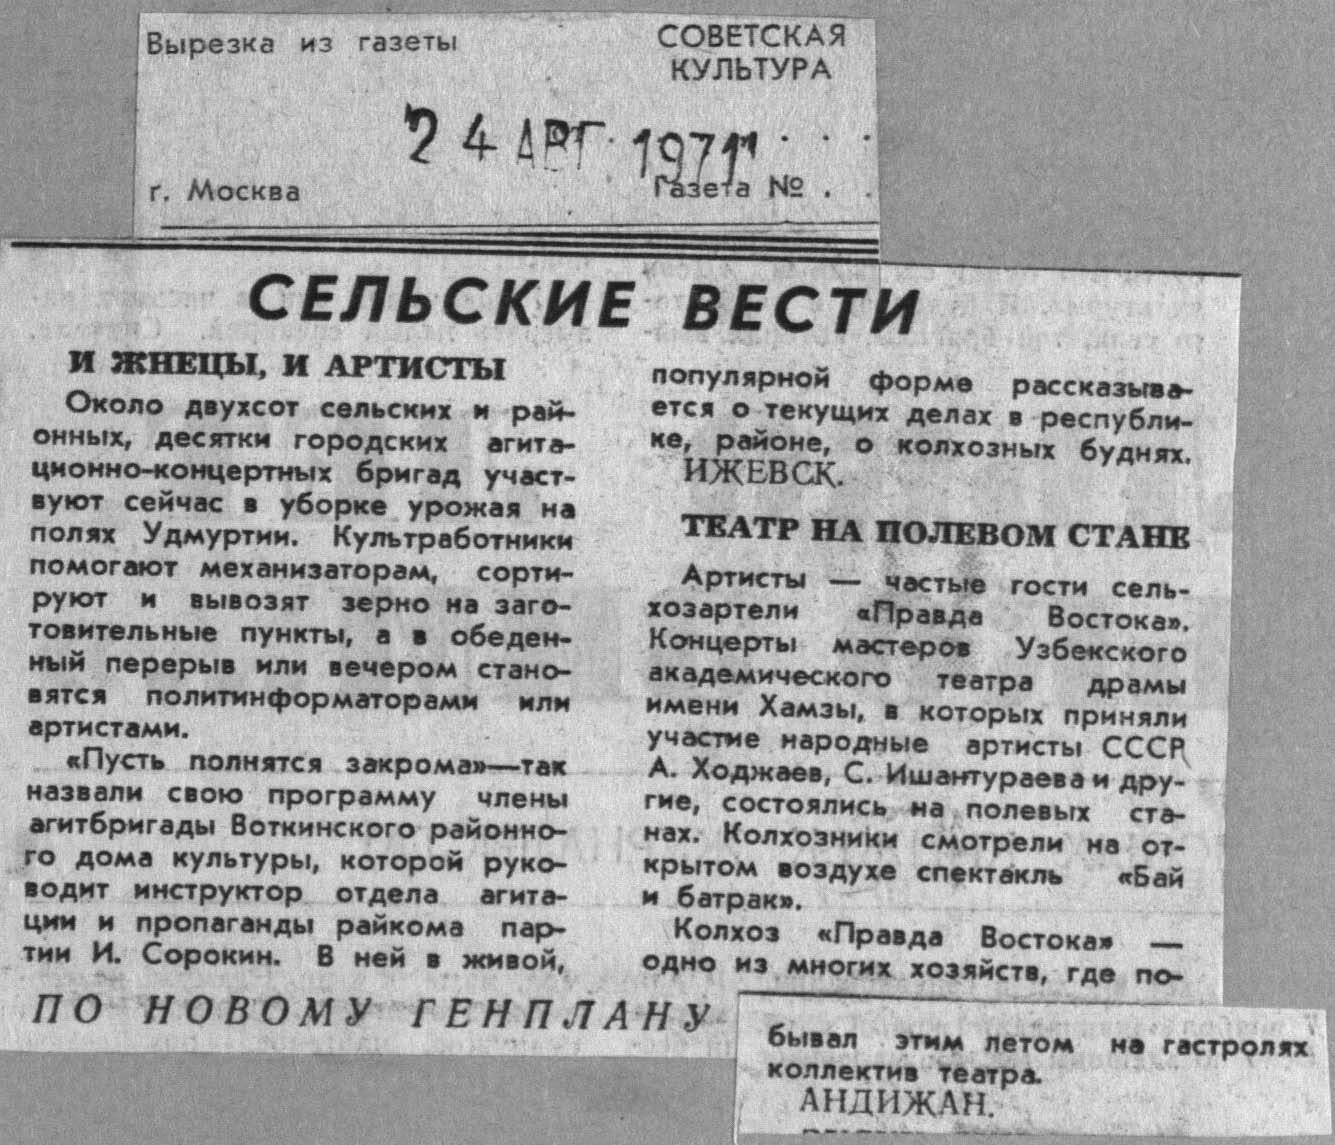 Вырезка из газеты
СОВЕТСКАЯ
КУЛЬТУРА
24 АВГ 1971
г. Москва
Газета № . .
СЕЛЬСКИЕ ВЕСТИ
И ЖНЕЦЫ, И АРТИСТЫ
Около двухсот сельских и рай-
онных, десятки городских агита-
ционно-концертных бригад участ-
вуют сейчас в уборке урожая на
полях Удмуртии. Культработники
помогают механизаторам, сорти-
руют и вывозят зерно на заго-
товительные пункты, а в обеден-
ный перерыв или вечером стано-
вятся политинформаторами или
артистами.
«Пусть полнятся закрома»—так
назвали свою программу члены
агитбригады Воткинского районно-
го дома культуры, которой руко-
водит инструктор отдела агита-
ции и пропаганды райкома пар-
тии И. Сорокин. В ней в живой,
популярной форме рассказыва-
ется о текущих делах в республи-
ке, районе, о колхозных буднях.
ИЖЕВСК.
ТЕАТР НА ПОЛЕВОМ СТАНЕ
Артисты — частые гости сель-
хозартели «Правда Востока».
Концерты мастеров Узбекского
академического театра драмы
имени Хамзы, в которых приняли
участие народные артисты СССР
А. Ходжаев, С. Ишантураева и дру-
гие, состоялись на полевых ста-
нах. Колхозники смотрели на от-
крытом воздухе спектакль «Бай
и батрак».
Колхоз «Правда Востока» —
одно из многих хозяйств, где по-
бывал этим летом на гастролях
коллектив театра.
АНДИЖАН.
ПО НОВОМУ ГЕНПЛАНУ